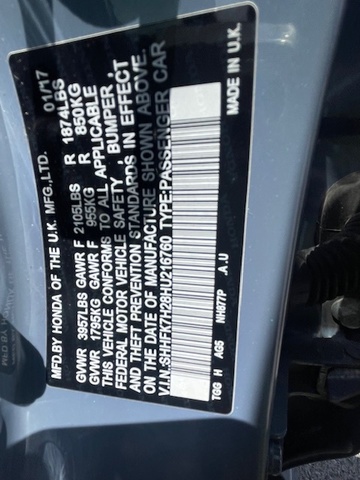 MFD.BY HONDA OF THE U.K. MFG.,LTD. 01/17
GVWR 3957LBS GAWR F 2105LBS R 1874LBS
GVWR 1795KG GAWR F 955KG R 850KG
THIS VEHICLE CONFORMS TO ALL APPLICABLE
FEDERAL MOTOR VEHICLE SAFETY , BUMPER ,
AND THEFT PREVENTION STANDARDS IN EFFECT
ON THE DATE OF MANUFACTURE SHOWN ABOVE.
V.I.N.:SHHFK7H28HU216760 TYPE:PASSENGER
MADE IN U.K.
TGG H AG5 NH877P .A.U